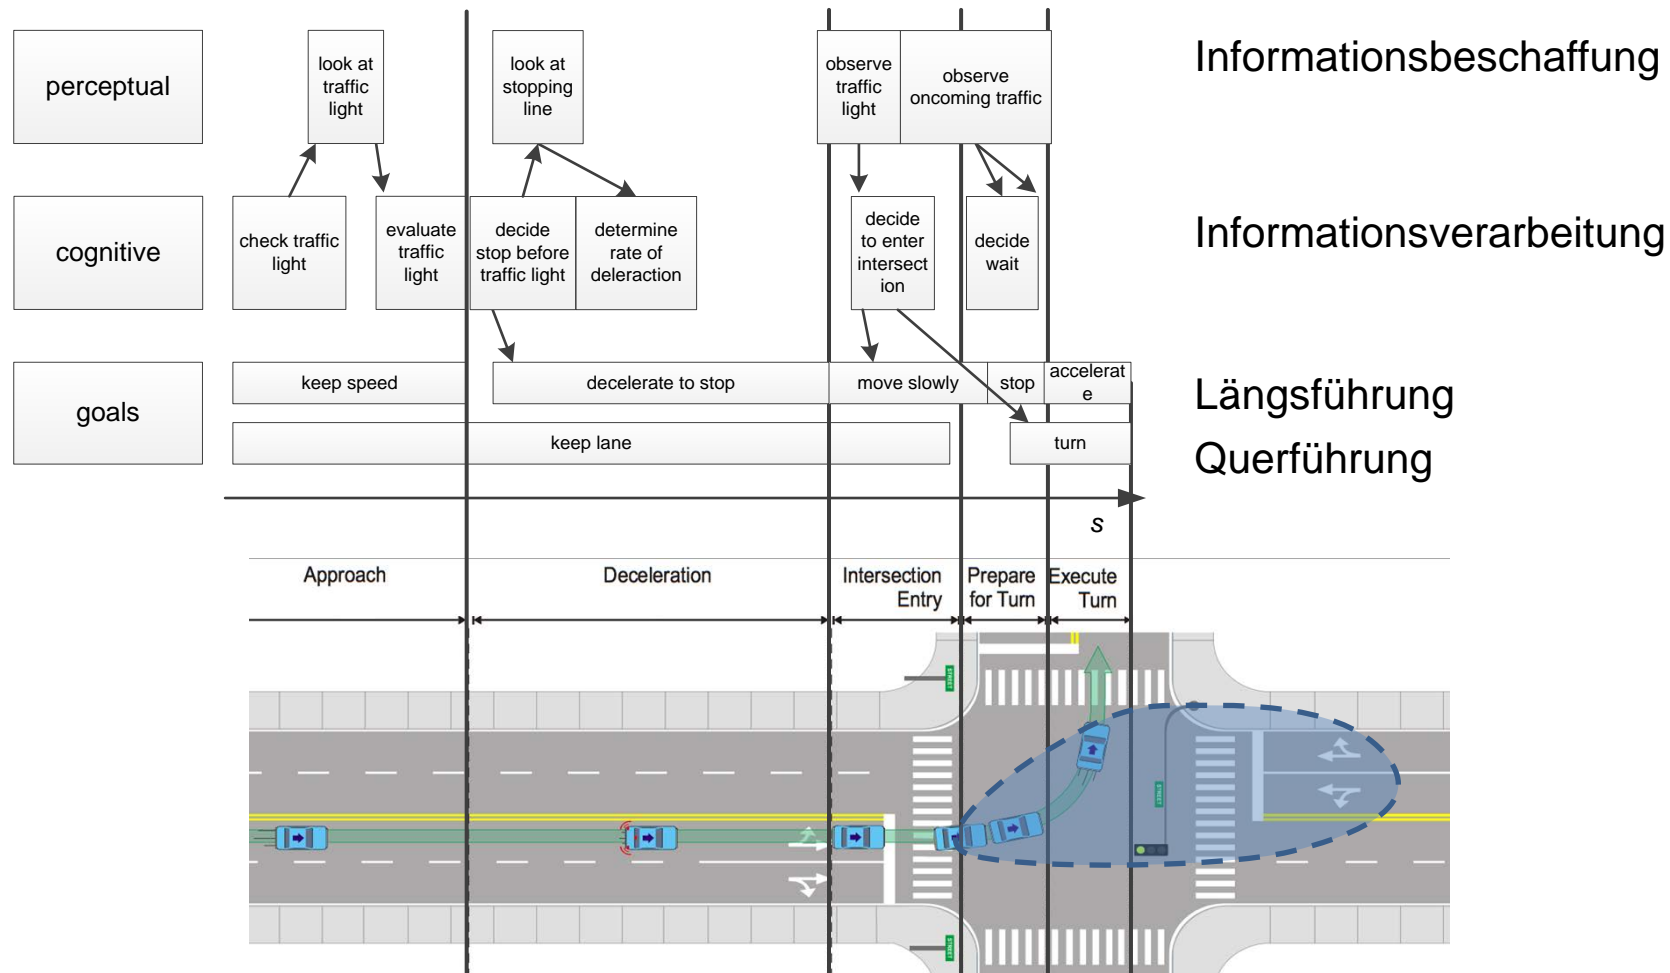 perceptual
look at
traffic
light
look at
stopping
line
observe
traffic
light
observe
oncoming traffic
Informationsbeschaffung
cognitive
check traffic
light
evaluate
traffic
light
decide
stop before
traffic light
determine
rate of
deleraction
decide
to enter
intersect
ion
decide
wait
Informationsverarbeitung
goals
keep speed
decelerate to stop
move slowly
stop
accelerat
e
Längsführung
keep lane
turn
Querführung
s
Approach
Deceleration
Intersection
Entry
Prepare
for Turn
Execute
Turn
STREET
STREET
STREET